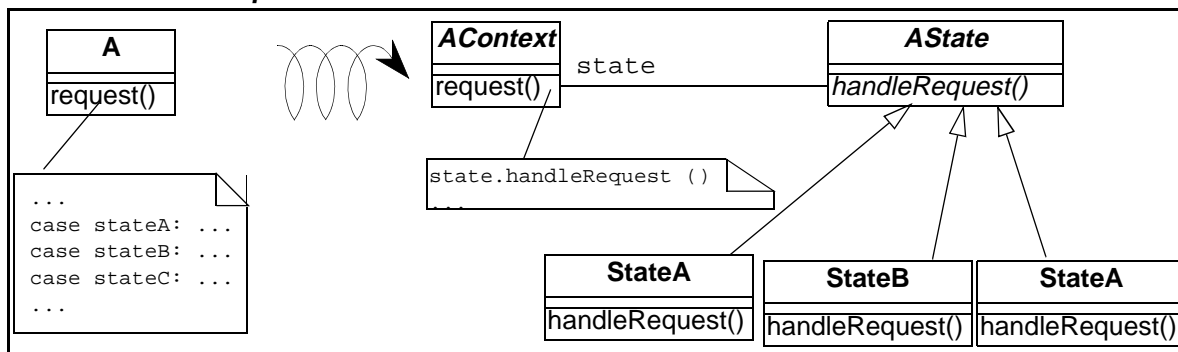 A
request()
...
case stateA: ...
case stateB: ...
case stateC: ...
...
AContext
request()
state
AState
handleRequest()
state.handleRequest ()
...
StateA
handleRequest()
StateB
handleRequest()
StateA
handleRequest()